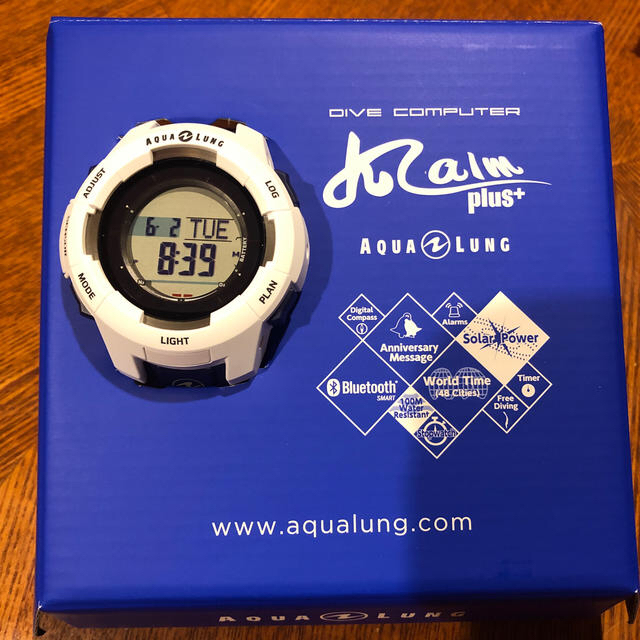 DIVE COMPUTER
Calm
plus+
AQUA LUNG
AQUA LUNG
ADJUST
LOG
6-2 TUE
8:39
MODE
PLAN
LIGHT
Digital
Compass
Anniversary
Message
Alarms
Solar Power
Bluetooth®
SMART
World Time
(48 Cities)
Timer
100M
Water
Resistant
Free
Diving
Stopwatch
www.aqualung.com
AQUA LUNG